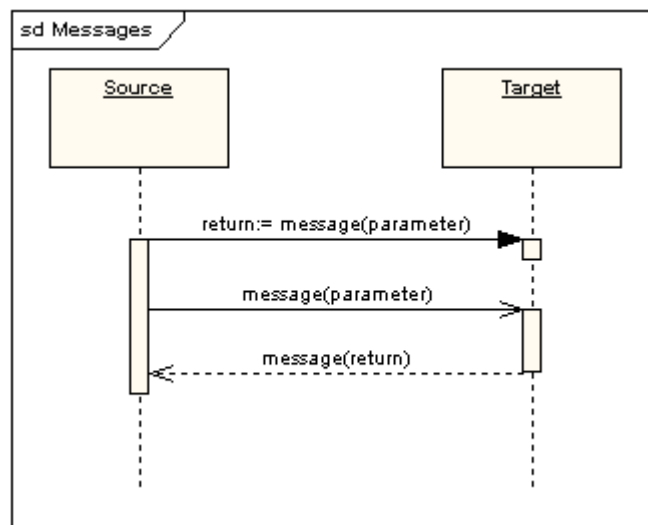 sd Messages
Source
Target
return:= message(parameter)
message(parameter)
message(return)